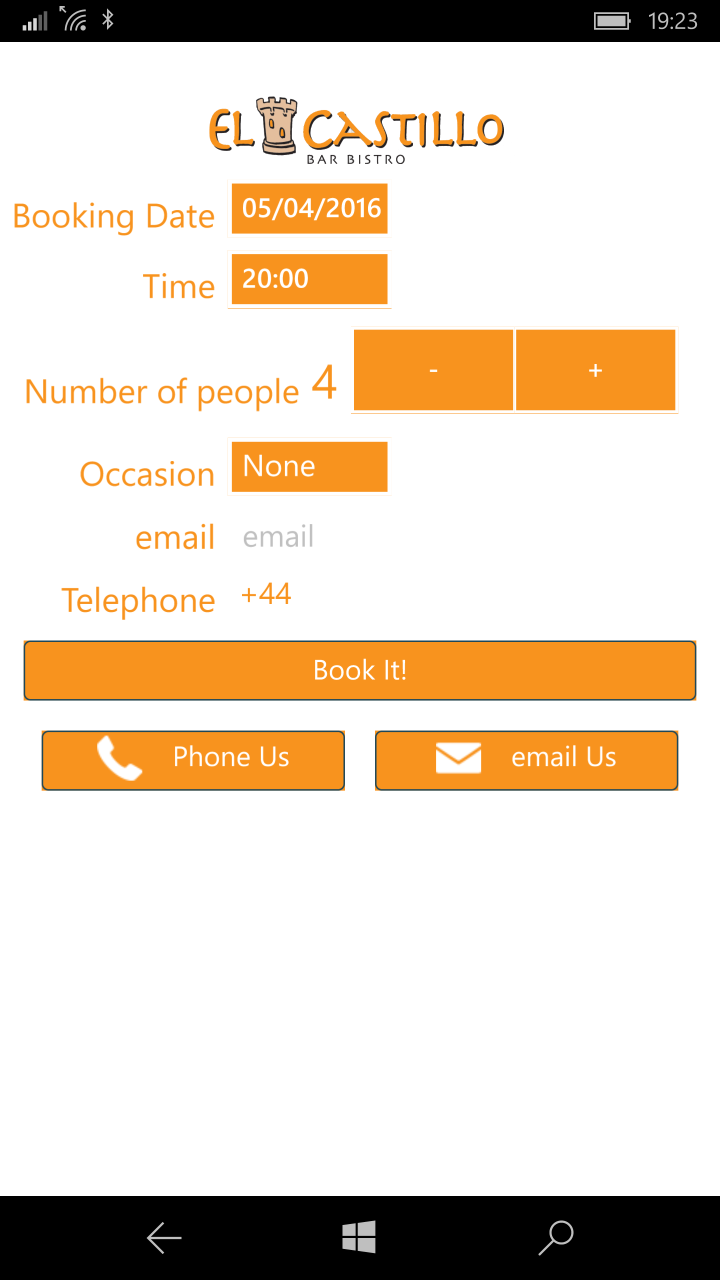 19:23
EL CASTILLO
BAR BISTRO
Booking Date 05/04/2016
Time 20:00
Number of people 4 - +
Occasion None
email email
Telephone +44
Book It!
Phone Us email Us